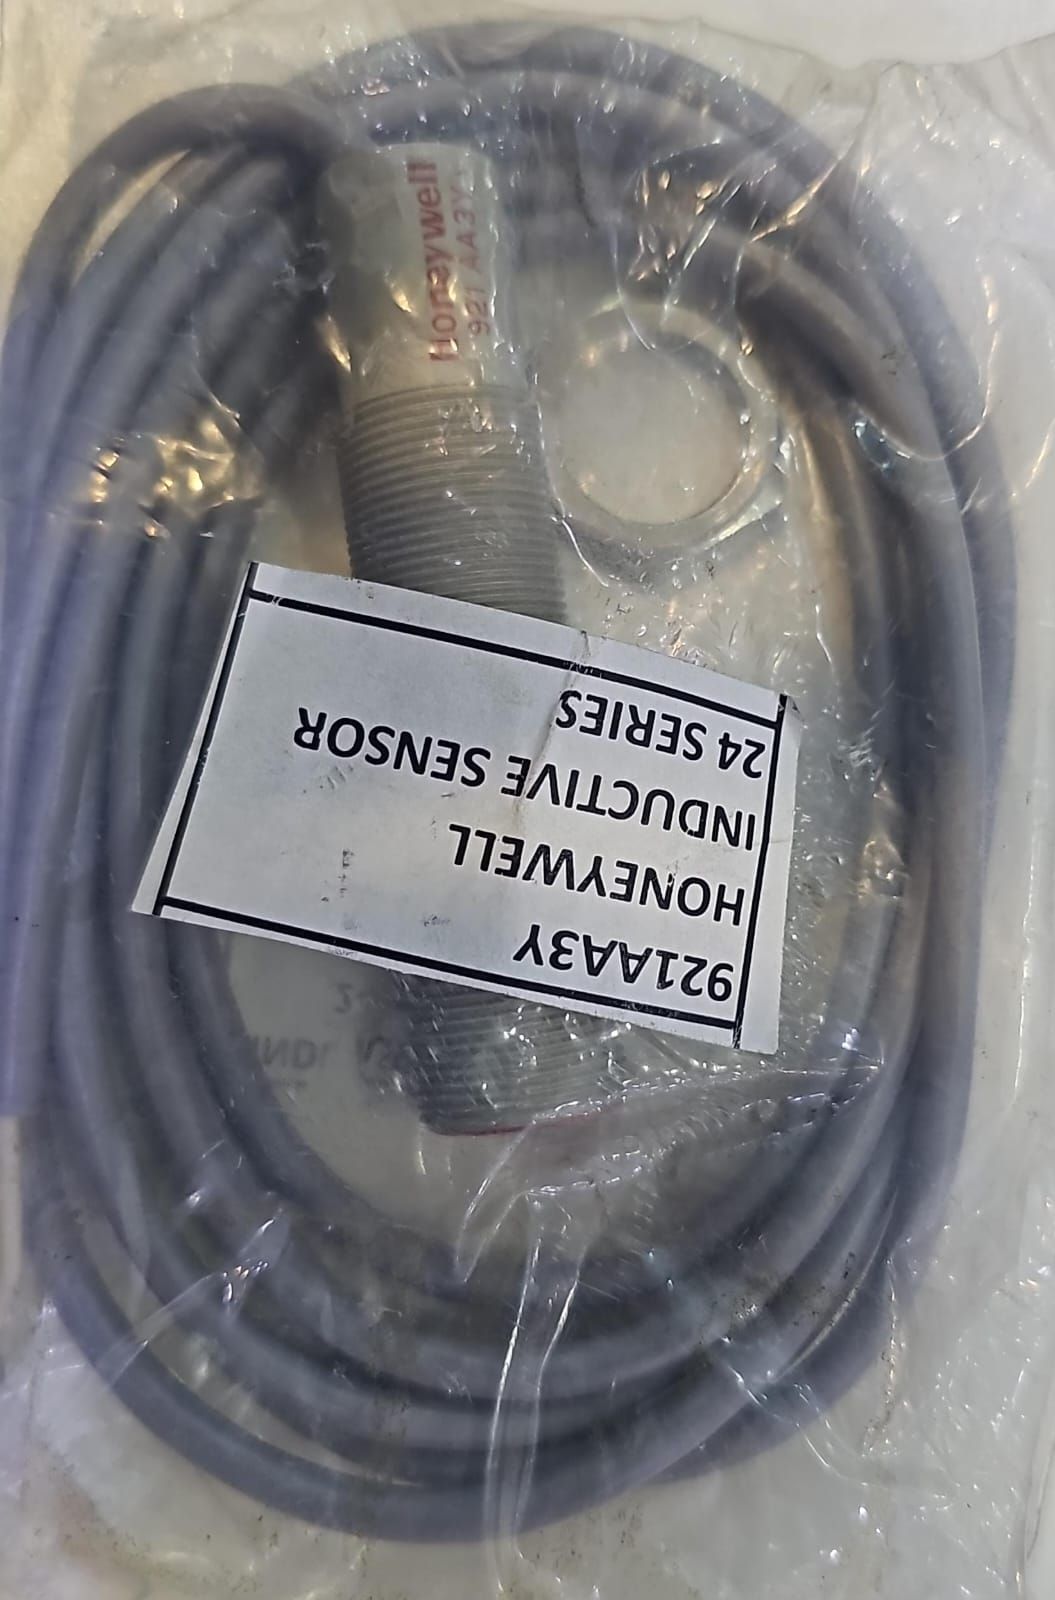 Honeywell
921 AA3Y
921AA3Y
HONEYWELL
INDUCTIVE SENSOR
24 SERIES